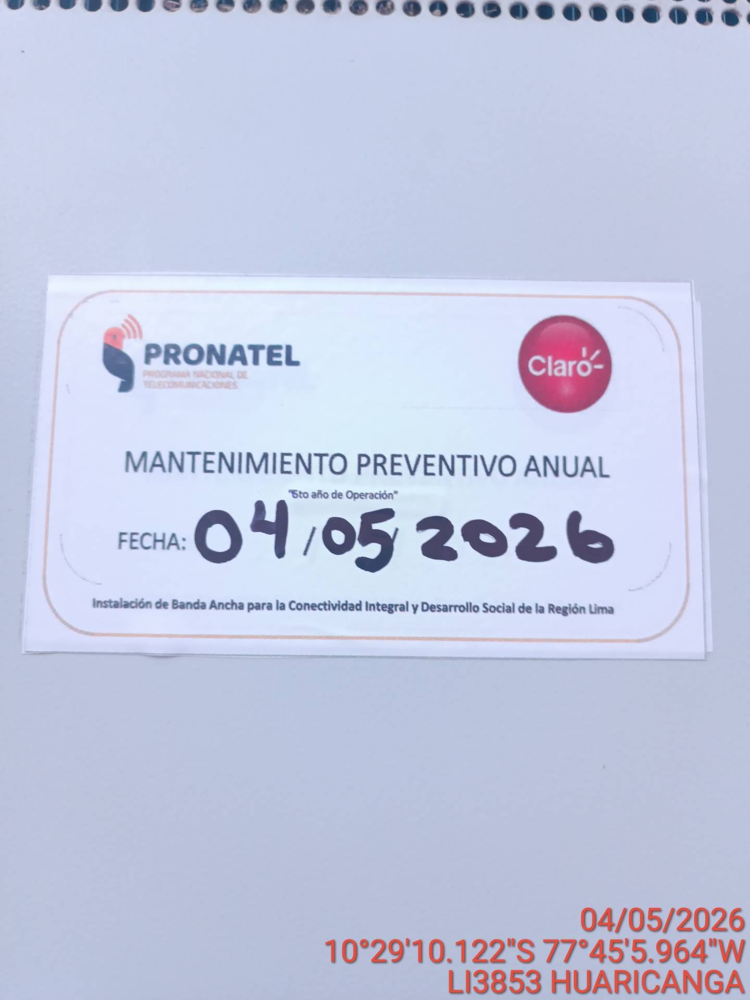 PRONATEL
PROGRAMA NACIONAL DE
TELECOMUNICACIONES
Claro
MANTENIMIENTO PREVENTIVO ANUAL
"6to año de Operación"
FECHA: 04/05/2026
Instalación de Banda Ancha para la Conectividad Integral y Desarrollo Social de la Región Lima
04/05/2026
10°29'10.122"S 77°45'5.964"W
LI3853 HUARICANGA